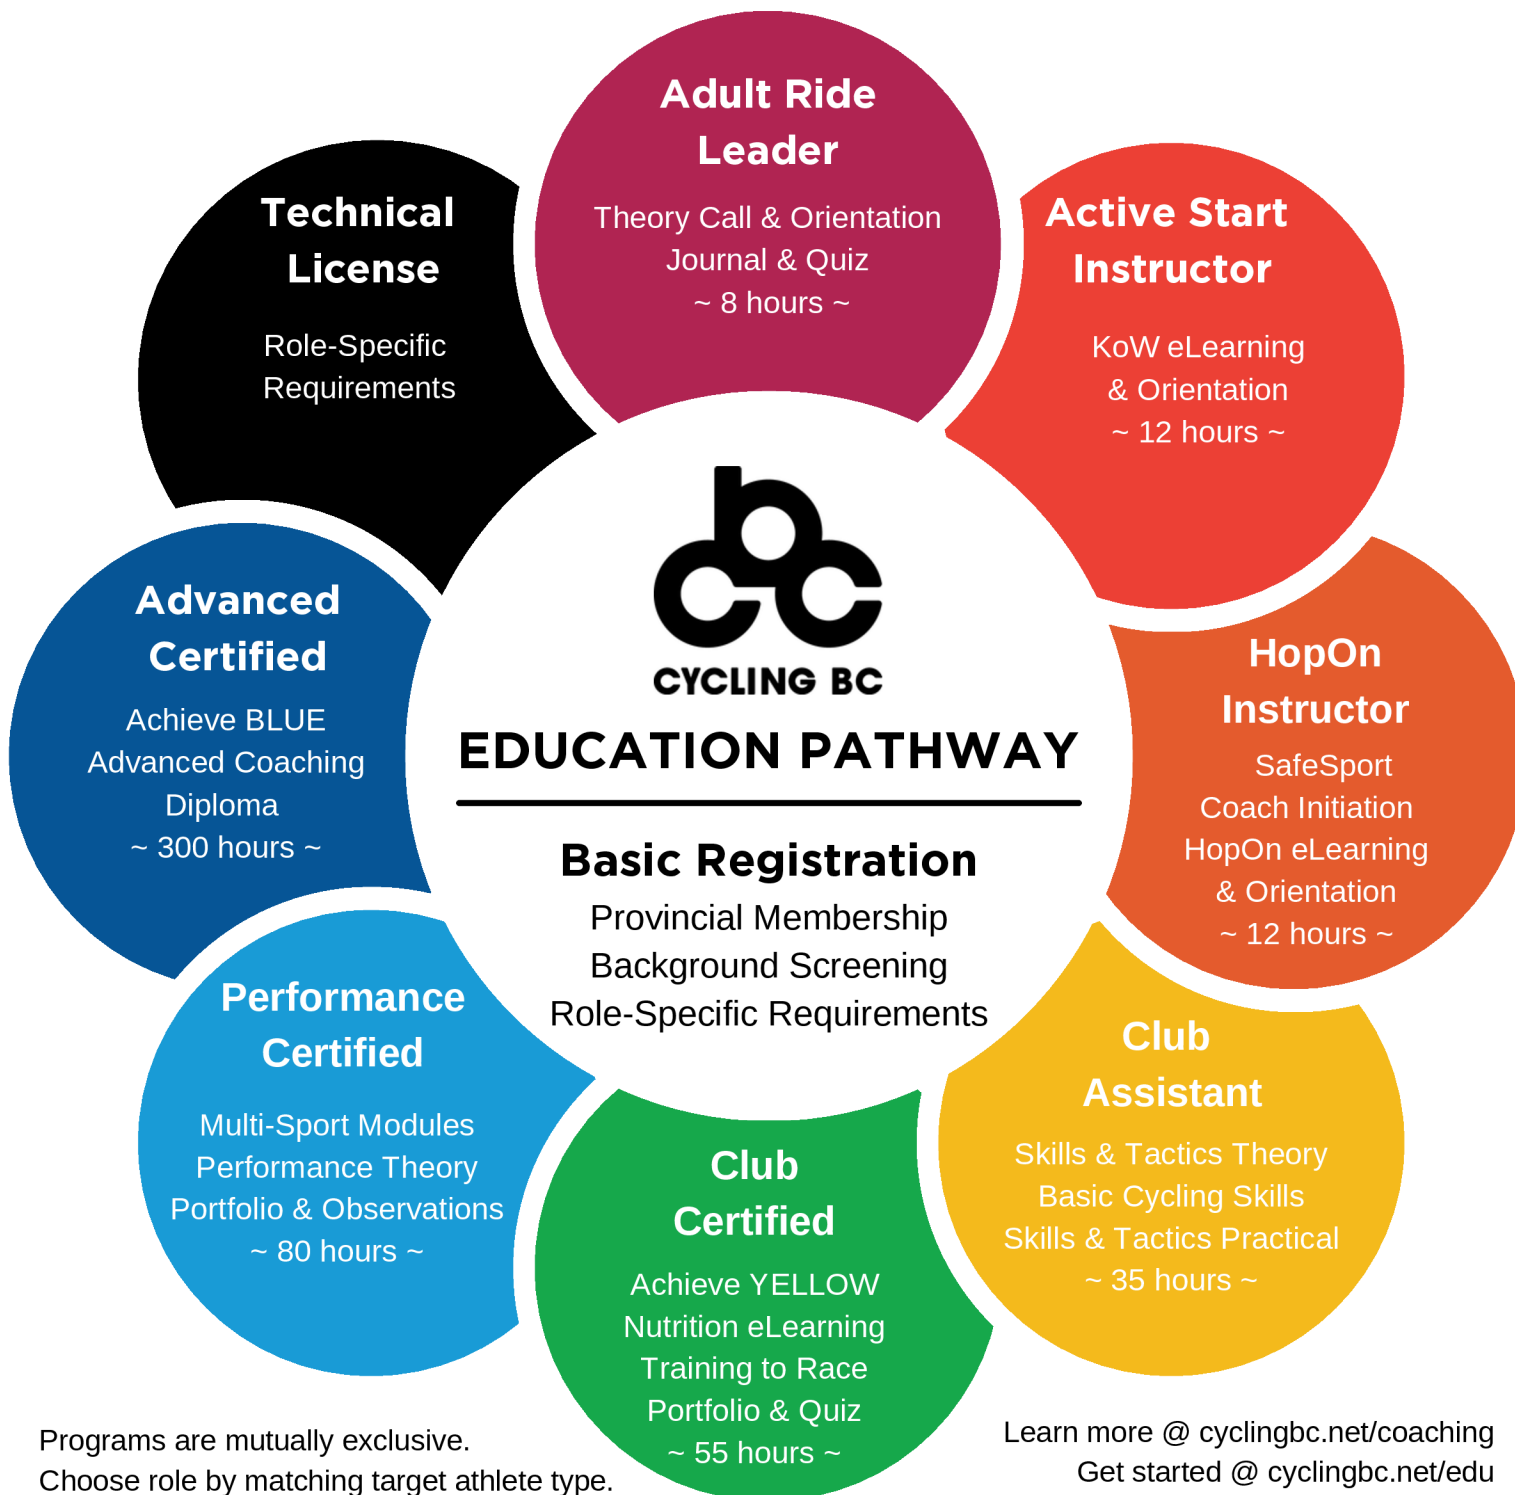 Adult Ride
Leader
Theory Call & Orientation
Journal & Quiz
~ 8 hours ~
Active Start
Instructor
KoW eLearning
& Orientation
~ 12 hours ~
HopOn
Instructor
SafeSport
Coach Initiation
HopOn eLearning
& Orientation
~ 12 hours ~
Club
Assistant
Skills & Tactics Theory
Basic Cycling Skills
Skills & Tactics Practical
~ 35 hours ~
Club
Certified
Achieve YELLOW
Nutrition eLearning
Training to Race
Portfolio & Quiz
~ 55 hours ~
Performance
Certified
Multi-Sport Modules
Performance Theory
Portfolio & Observations
~ 80 hours ~
Advanced
Certified
Achieve BLUE
Advanced Coaching
Diploma
~ 300 hours ~
Technical
License
Role-Specific
Requirements
cbc
CYCLING BC
EDUCATION PATHWAY
Basic Registration
Provincial Membership
Background Screening
Role-Specific Requirements
Programs are mutually exclusive.
Choose role by matching target athlete type.
Learn more @ cyclingbc.net/coaching
Get started @ cyclingbc.net/edu